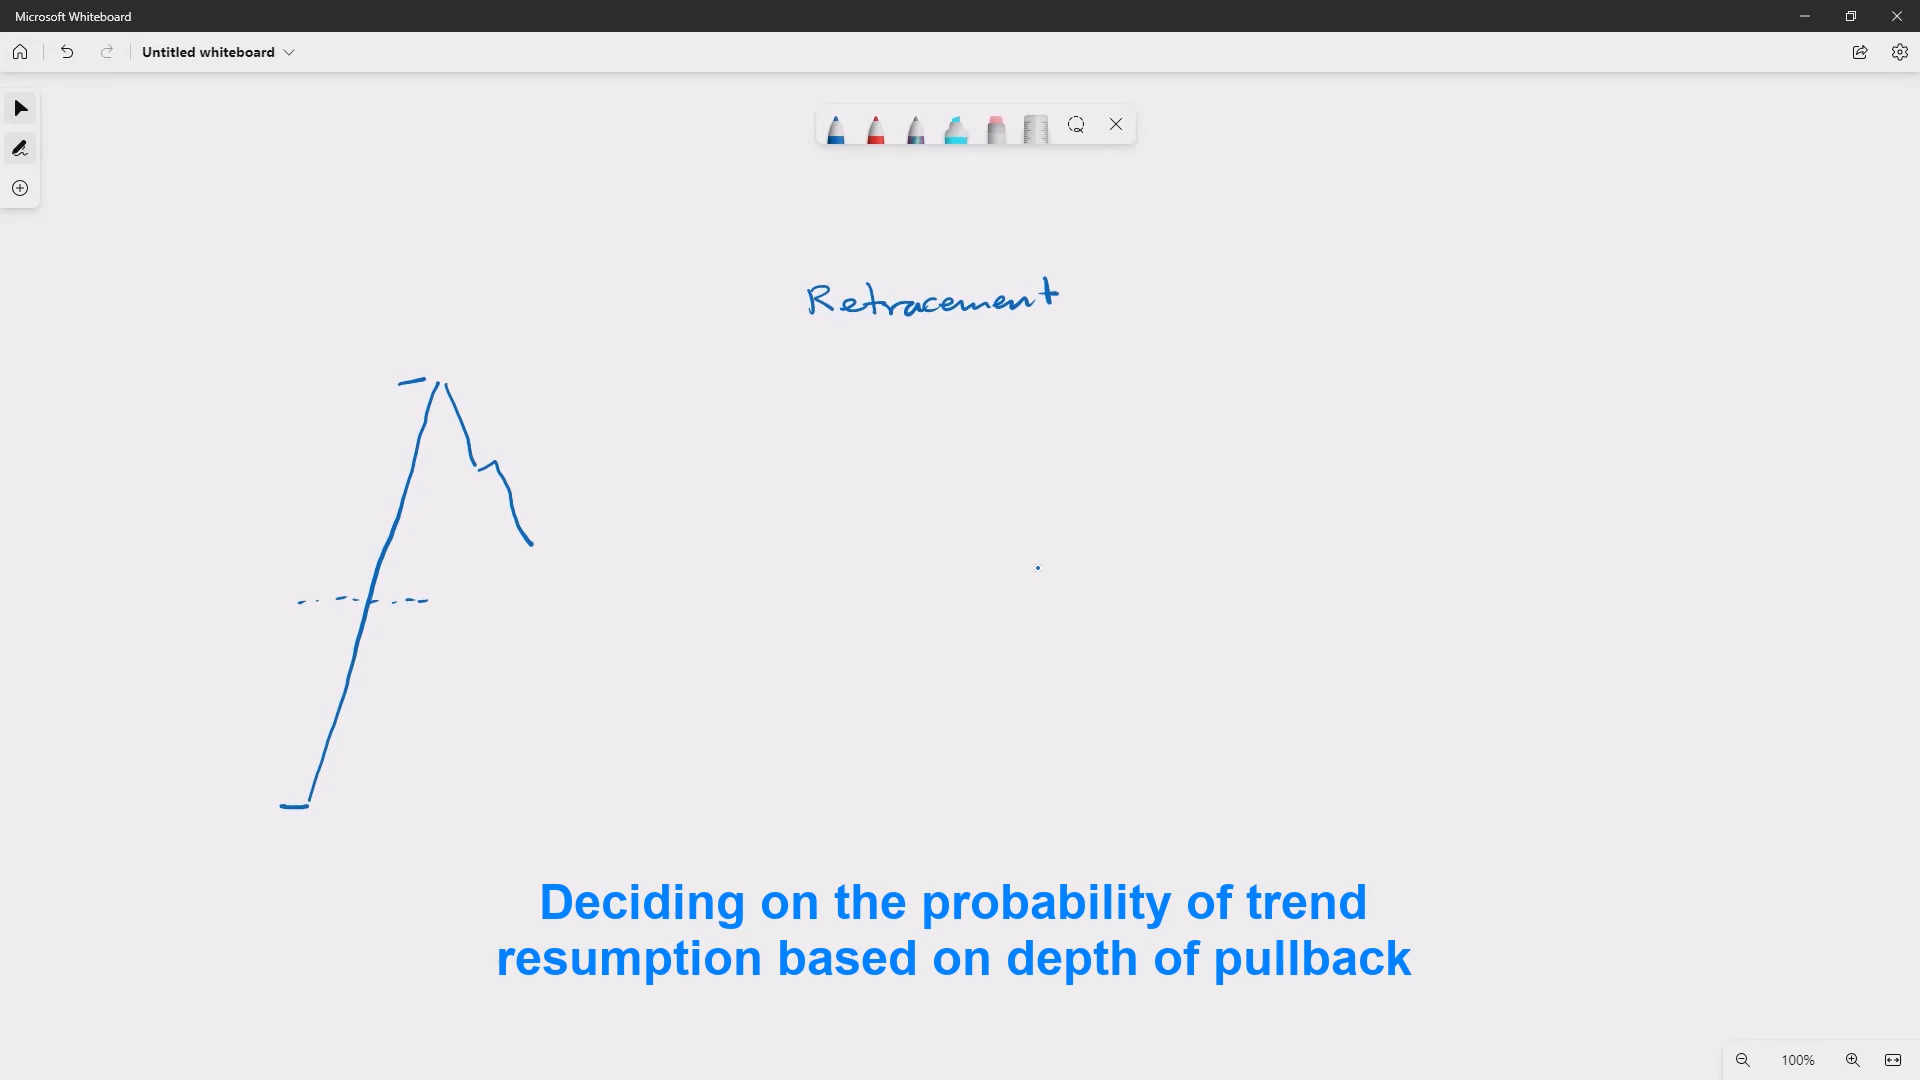 Microsoft Whiteboard
Untitled whiteboard
Retracement
Deciding on the probability of trend
resumption based on depth of pullback
100%